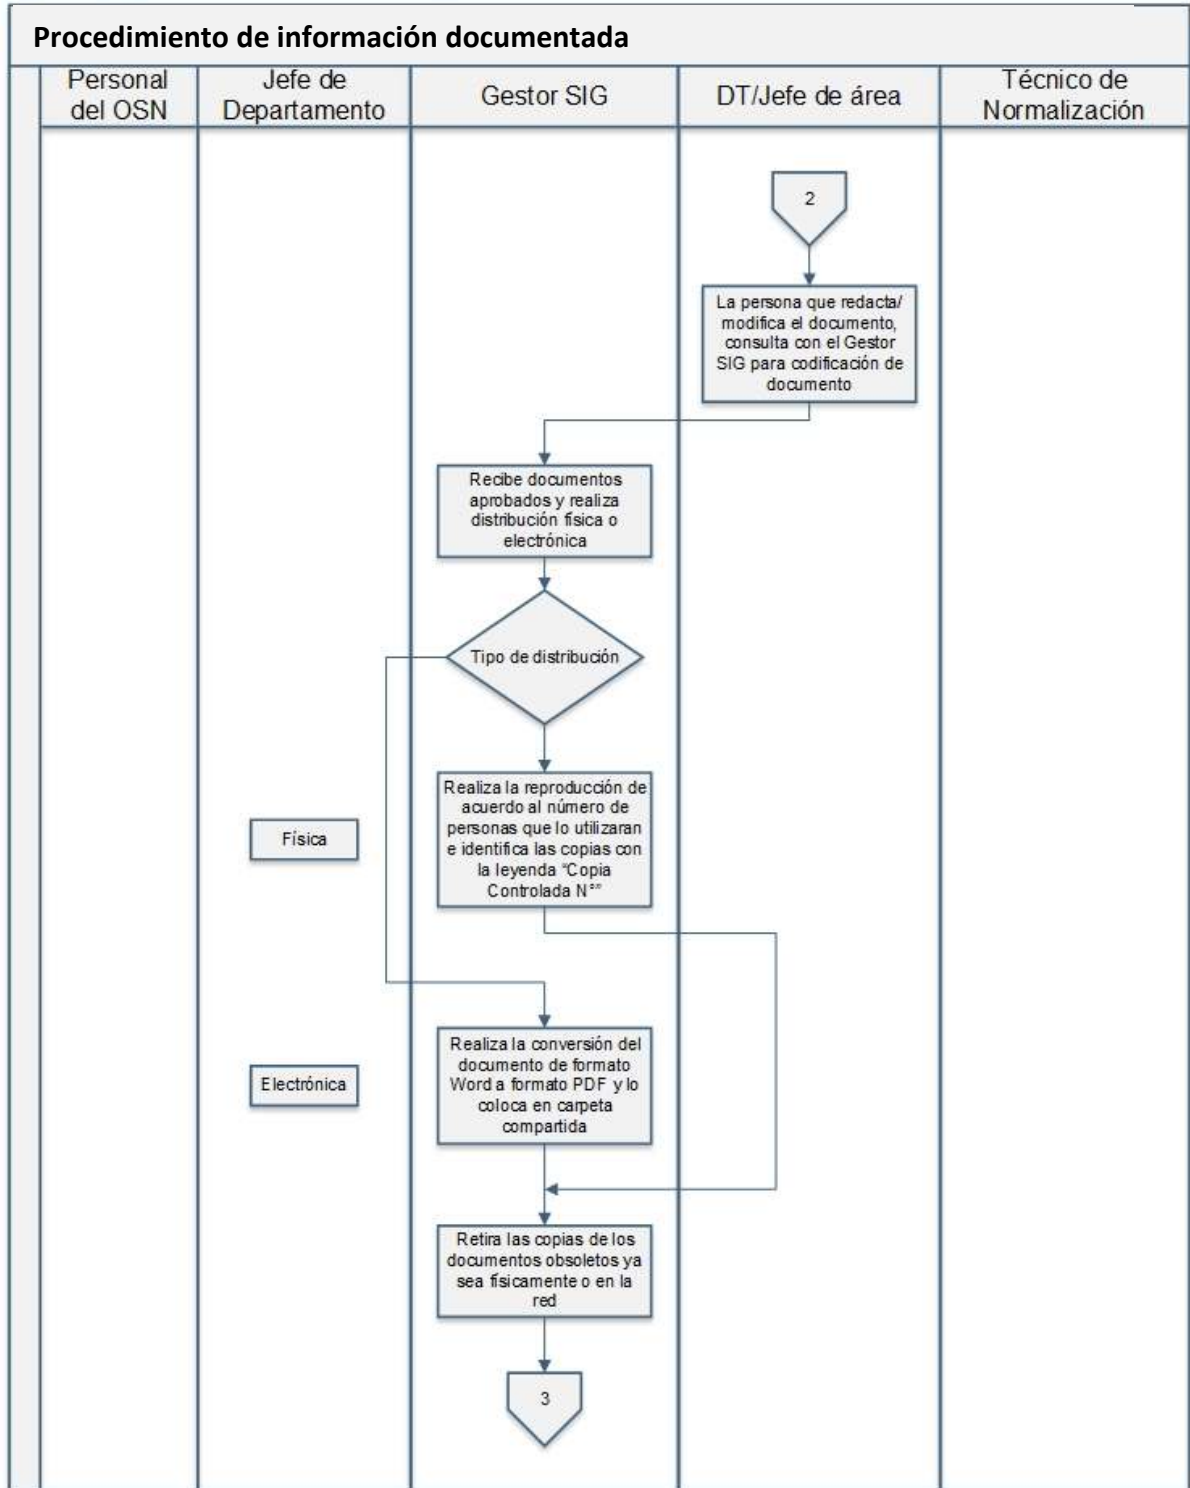 Procedimiento de información documentada
Personal
del OSN
Jefe de
Departamento
Gestor SIG
DT/Jefe de área
Técnico de
Normalización
2
La persona que redacta/
modifica el documento,
consulta con el Gestor
SIG para codificación de
documento
Recibe documentos
aprobados y realiza
distribución física o
electrónica
Tipo de distribución
Física
Realiza la reproducción de
acuerdo al número de
personas que lo utilizaran
e identifica las copias con
la leyenda “Copia
Controlada N°”
Electrónica
Realiza la conversión del
documento de formato
Word a formato PDF y lo
coloca en carpeta
compartida
Retira las copias de los
documentos obsoletos ya
sea físicamente o en la
red
3